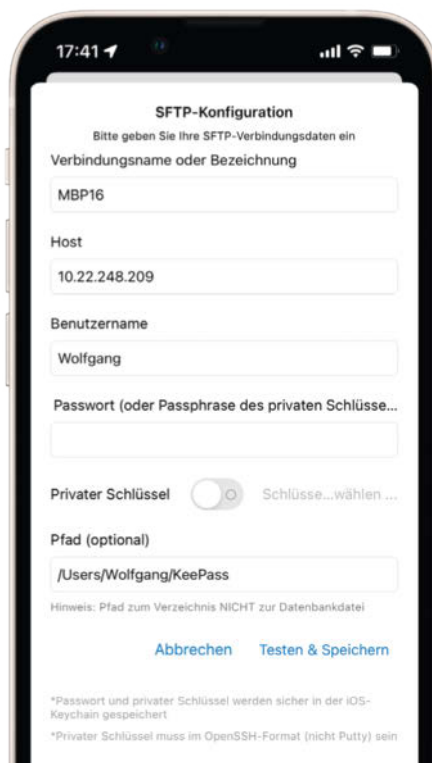 17:41
SFTP-Konfiguration
Bitte geben Sie Ihre SFTP-Verbindungsdaten ein
Verbindungsname oder Bezeichnung
MBP16
Host
10.22.248.209
Benutzername
Wolfgang
Passwort (oder Passphrase des privaten Schlüsse...
Privater Schlüssel Schlüsse...wählen ...
Pfad (optional)
/Users/Wolfgang/KeePass
Hinweis: Pfad zum Verzeichnis NICHT zur Datenbankdatei
Abbrechen Testen & Speichern
*Passwort und privater Schlüssel werden sicher in der iOS-
Keychain gespeichert
*Privater Schlüssel muss im OpenSSH-Format (nicht Putty) sein